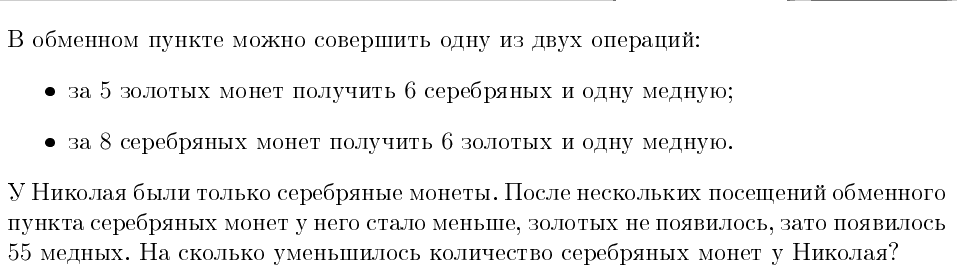 В обменном пункте можно совершить одну из двух операций:
• за 5 золотых монет получить 6 серебряных и одну медную;
• за 8 серебряных монет получить 6 золотых и одну медную.
У Николая были только серебряные монеты. После нескольких посещений обменного
пункта серебряных монет у него стало меньше, золотых не появилось, зато появилось
55 медных. На сколько уменьшилось количество серебряных монет у Николая?